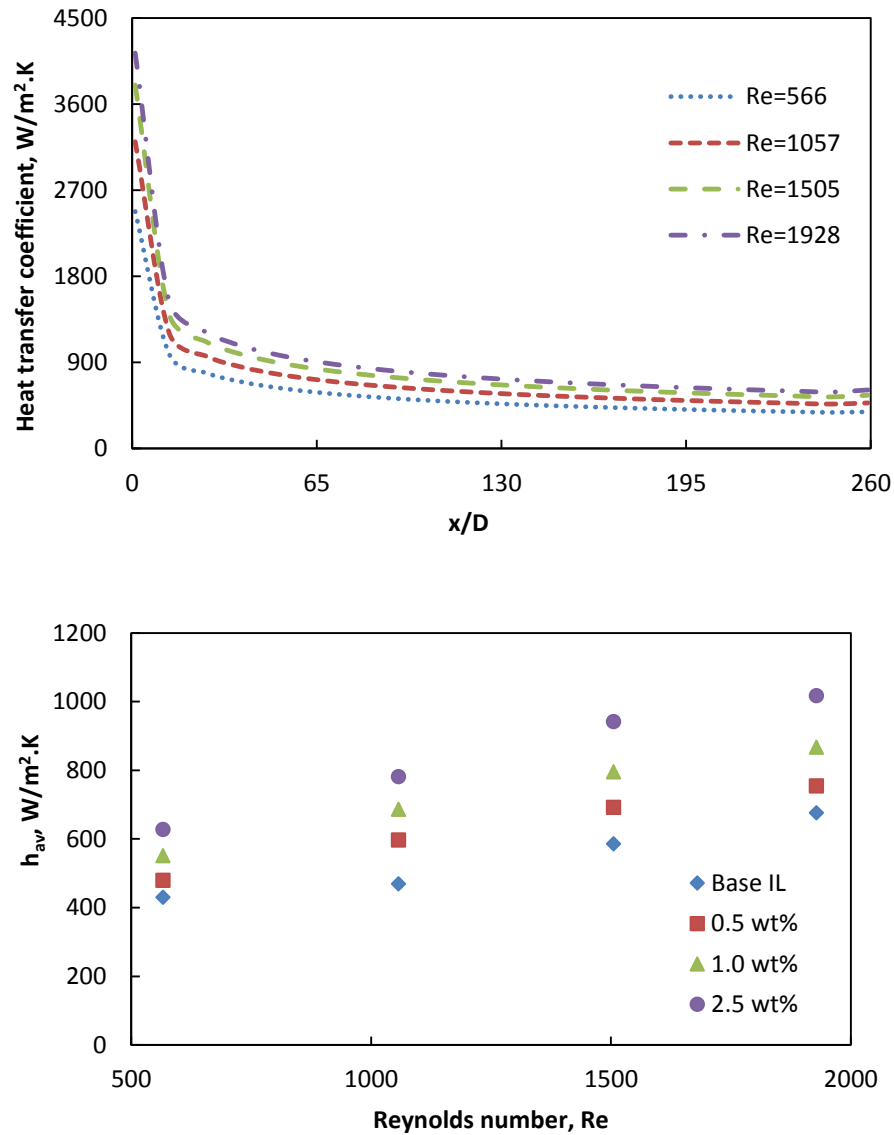 4500
3600
2700
1800
900
0
Heat transfer coefficient, W/m².K
Re=566
Re=1057
Re=1505
Re=1928
0 65 130 195 260
x/D
1200
1000
800
600
400
200
0
h_av, W/m².K
Base IL
0.5 wt%
1.0 wt%
2.5 wt%
500 1000 1500 2000
Reynolds number, Re